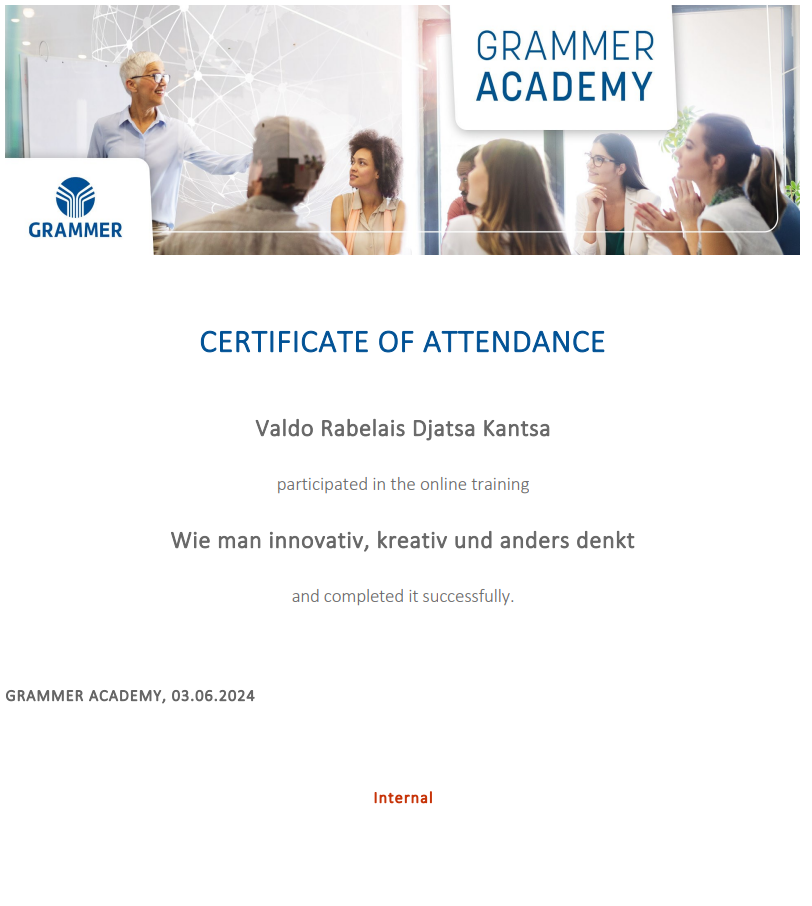 GRAMMER
ACADEMY
GRAMMER
CERTIFICATE OF ATTENDANCE
Valdo Rabelais Djatsa Kantsa
participated in the online training
Wie man innovativ, kreativ und anders denkt
and completed it successfully.
GRAMMER ACADEMY, 03.06.2024
Internal